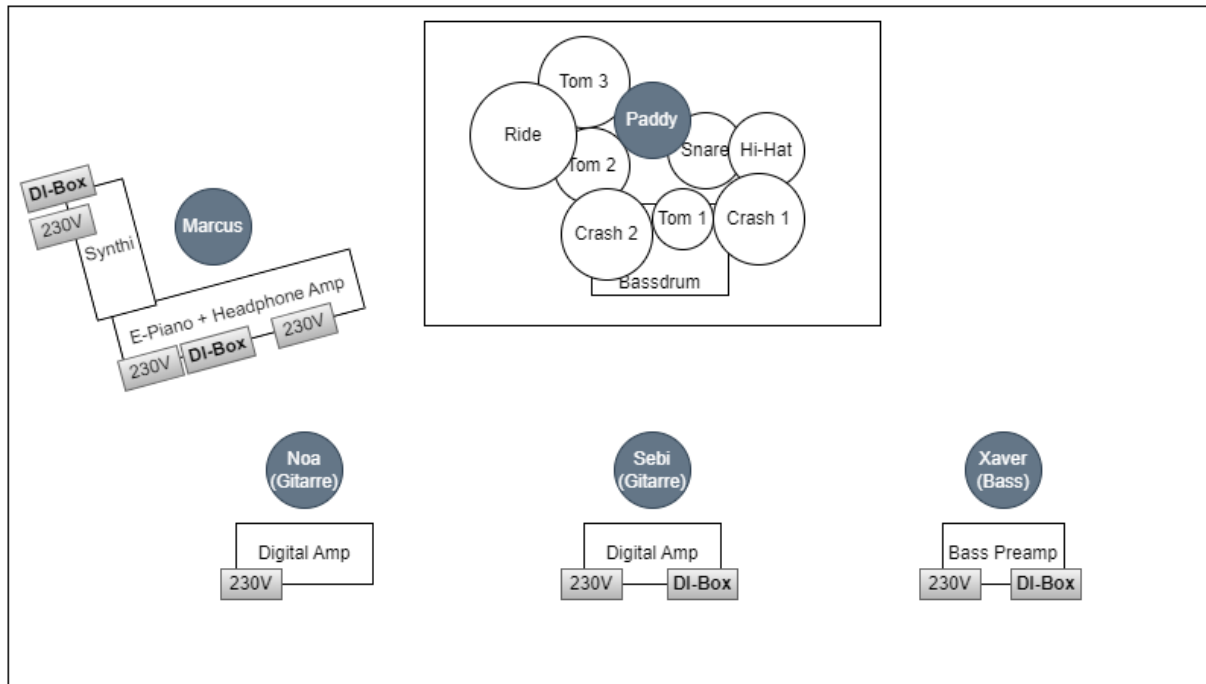 Tom 3
Paddy
Ride
Snare
Hi-Hat
Tom 2
Crash 2
Tom 1
Crash 1
Bassdrum
DI-Box
230V
Synthi
Marcus
E-Piano + Headphone Amp
230V
DI-Box
230V
Noa
(Gitarre)
Digital Amp
230V
Sebi
(Gitarre)
Digital Amp
230V
DI-Box
Xaver
(Bass)
Bass Preamp
230V
DI-Box